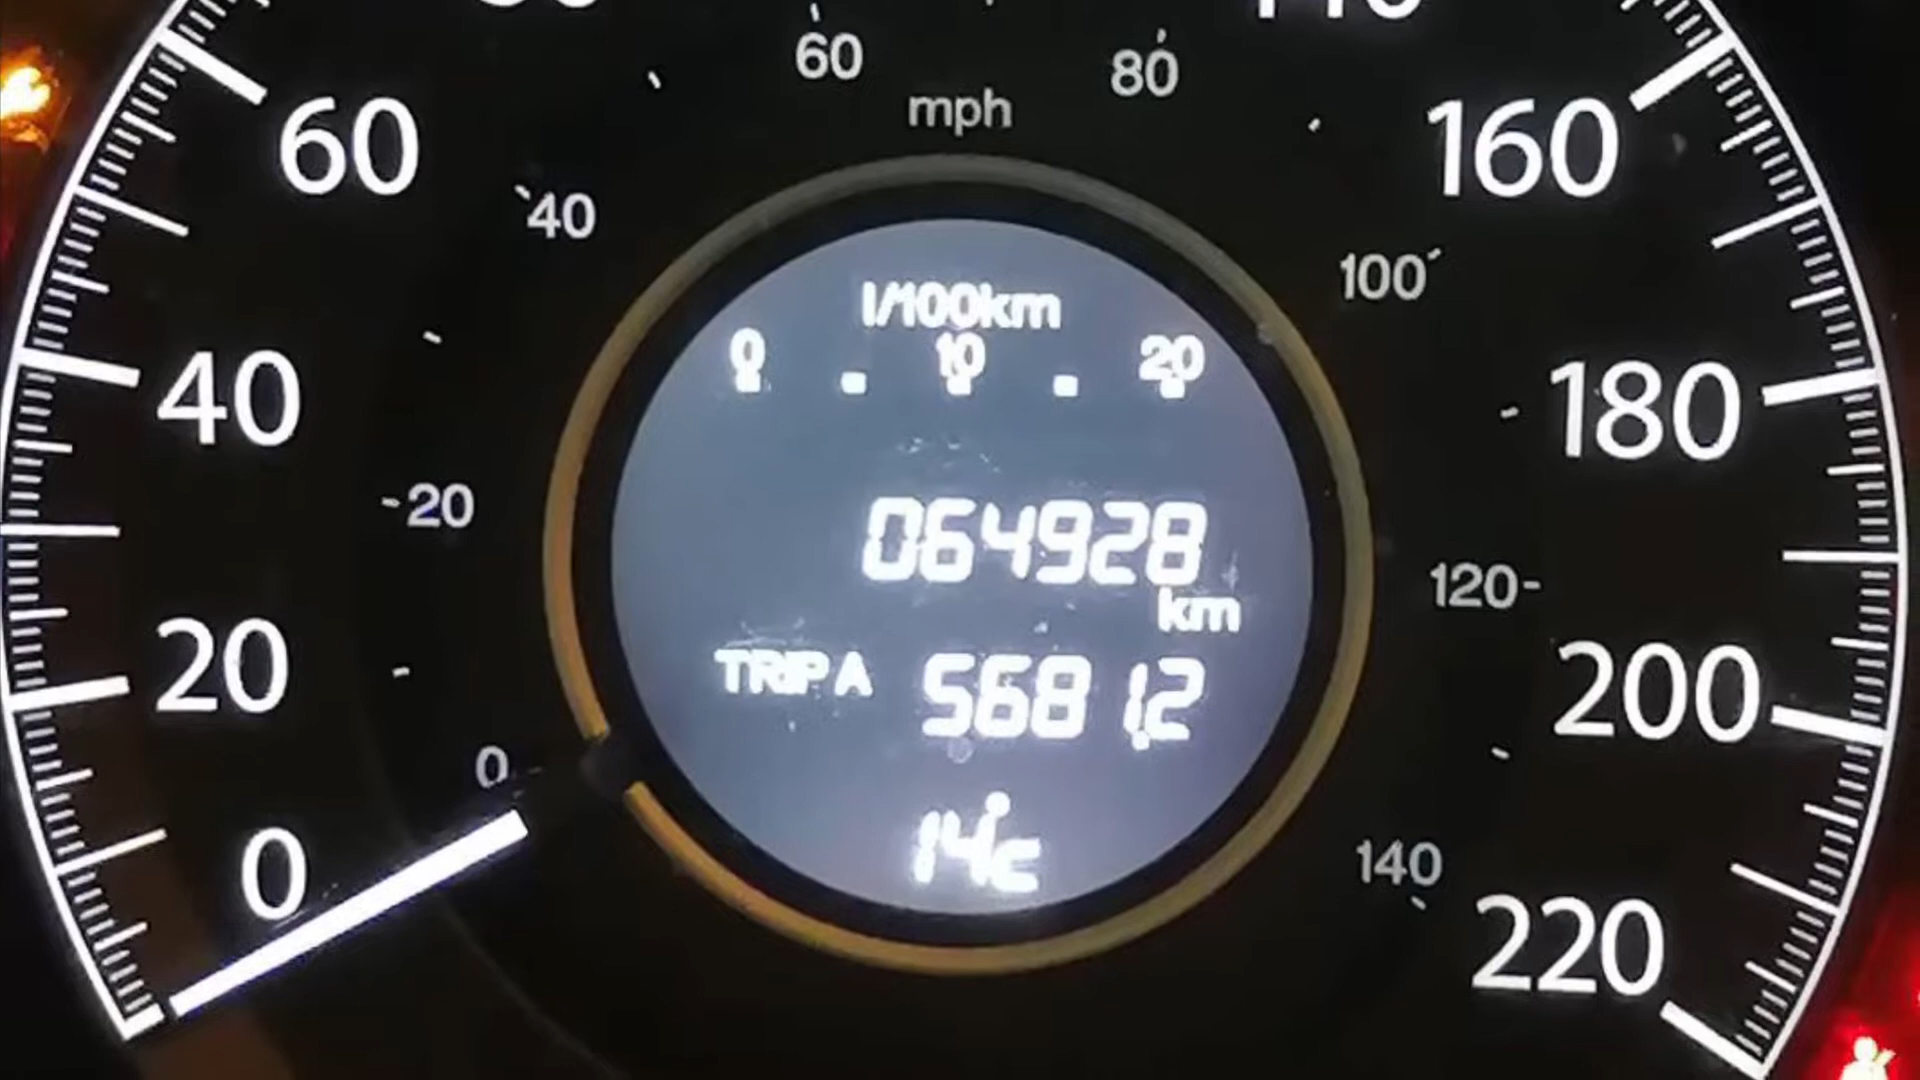 60 80
mph
60 160
40 100
40 180
20 120
20 200
0 140
0 220
l/100km
0 10 20
064928
km
TRIP A 5681.2
14°c